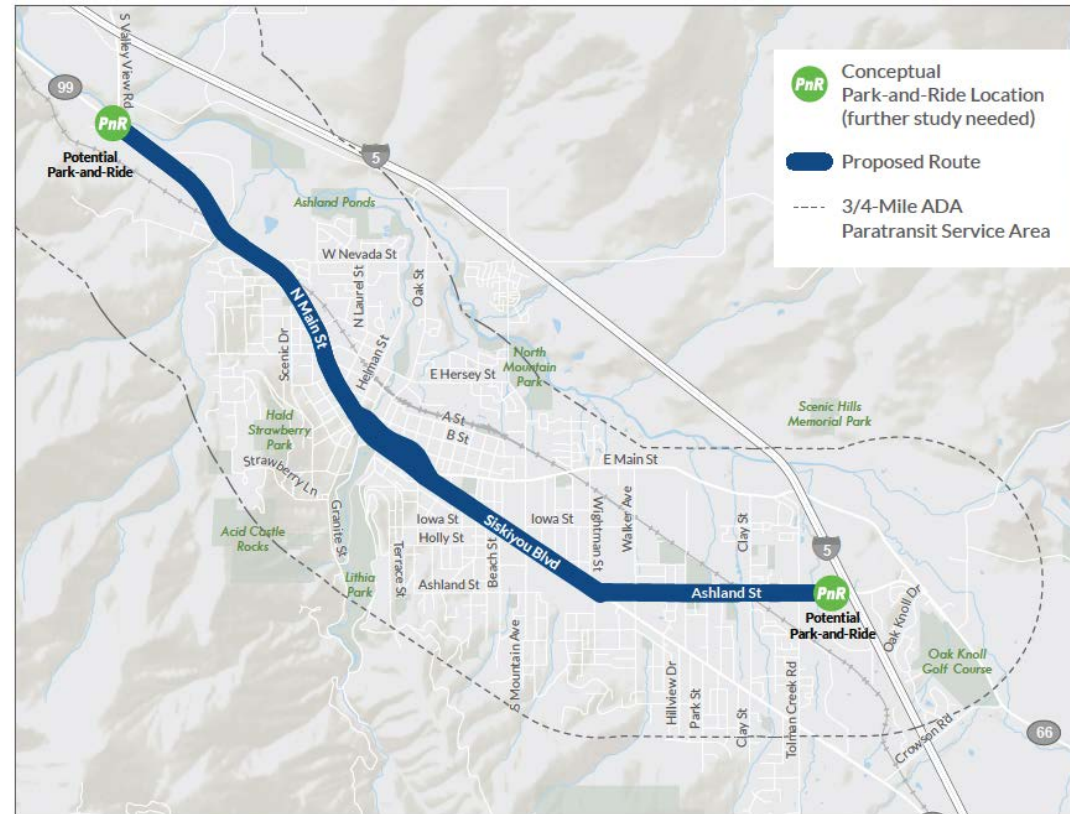 S Valley View Rd
99
PnR
Potential
Park-and-Ride
5
Ashland Ponds
W Nevada St
N Laurel St
Oak St
N Main St
Scenic Dr
Helman St
E Hersey St
North
Mountain
Park
A St
B St
Hald
Strawberry
Park
Strawberry Ln
Granite St
Acid Castle
Rocks
Lithia
Park
Terrace St
Iowa St
Holly St
Ashland St
Beach St
S Mountain Ave
Siskiyou Blvd
Iowa St
Wightman St
Walker Ave
E Main St
Clay St
Scenic Hills
Memorial Park
5
Ashland St
PnR
Potential
Park-and-Ride
Oak Knoll Dr
Oak Knoll
Golf Course
Hillview Dr
Park St
Clay St
Tolman Creek Rd
Crowson Rd
66
PnR
Conceptual
Park-and-Ride Location
(further study needed)
Proposed Route
3/4-Mile ADA
Paratransit Service Area